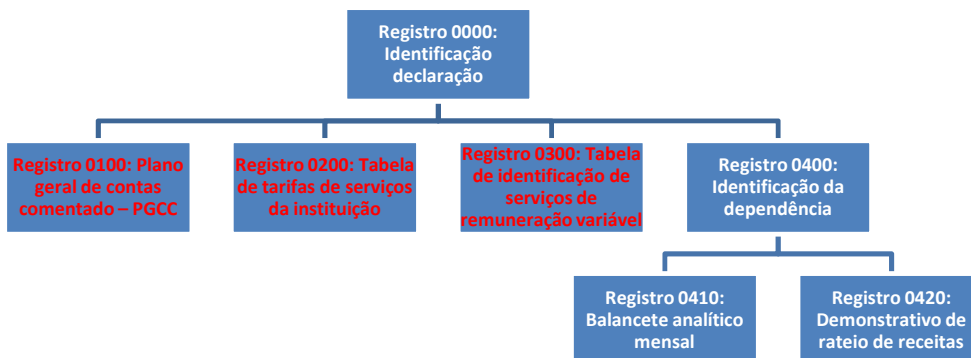 Registro 0000:
Identificação
declaração
Registro 0100: Plano
geral de contas
comentado – PGCC
Registro 0200: Tabela
de tarifas de serviços
da instituição
Registro 0300: Tabela
de identificação de
serviços de
remuneração variável
Registro 0400:
Identificação da
dependência
Registro 0410:
Balancete analítico
mensal
Registro 0420:
Demonstrativo de
rateio de receitas